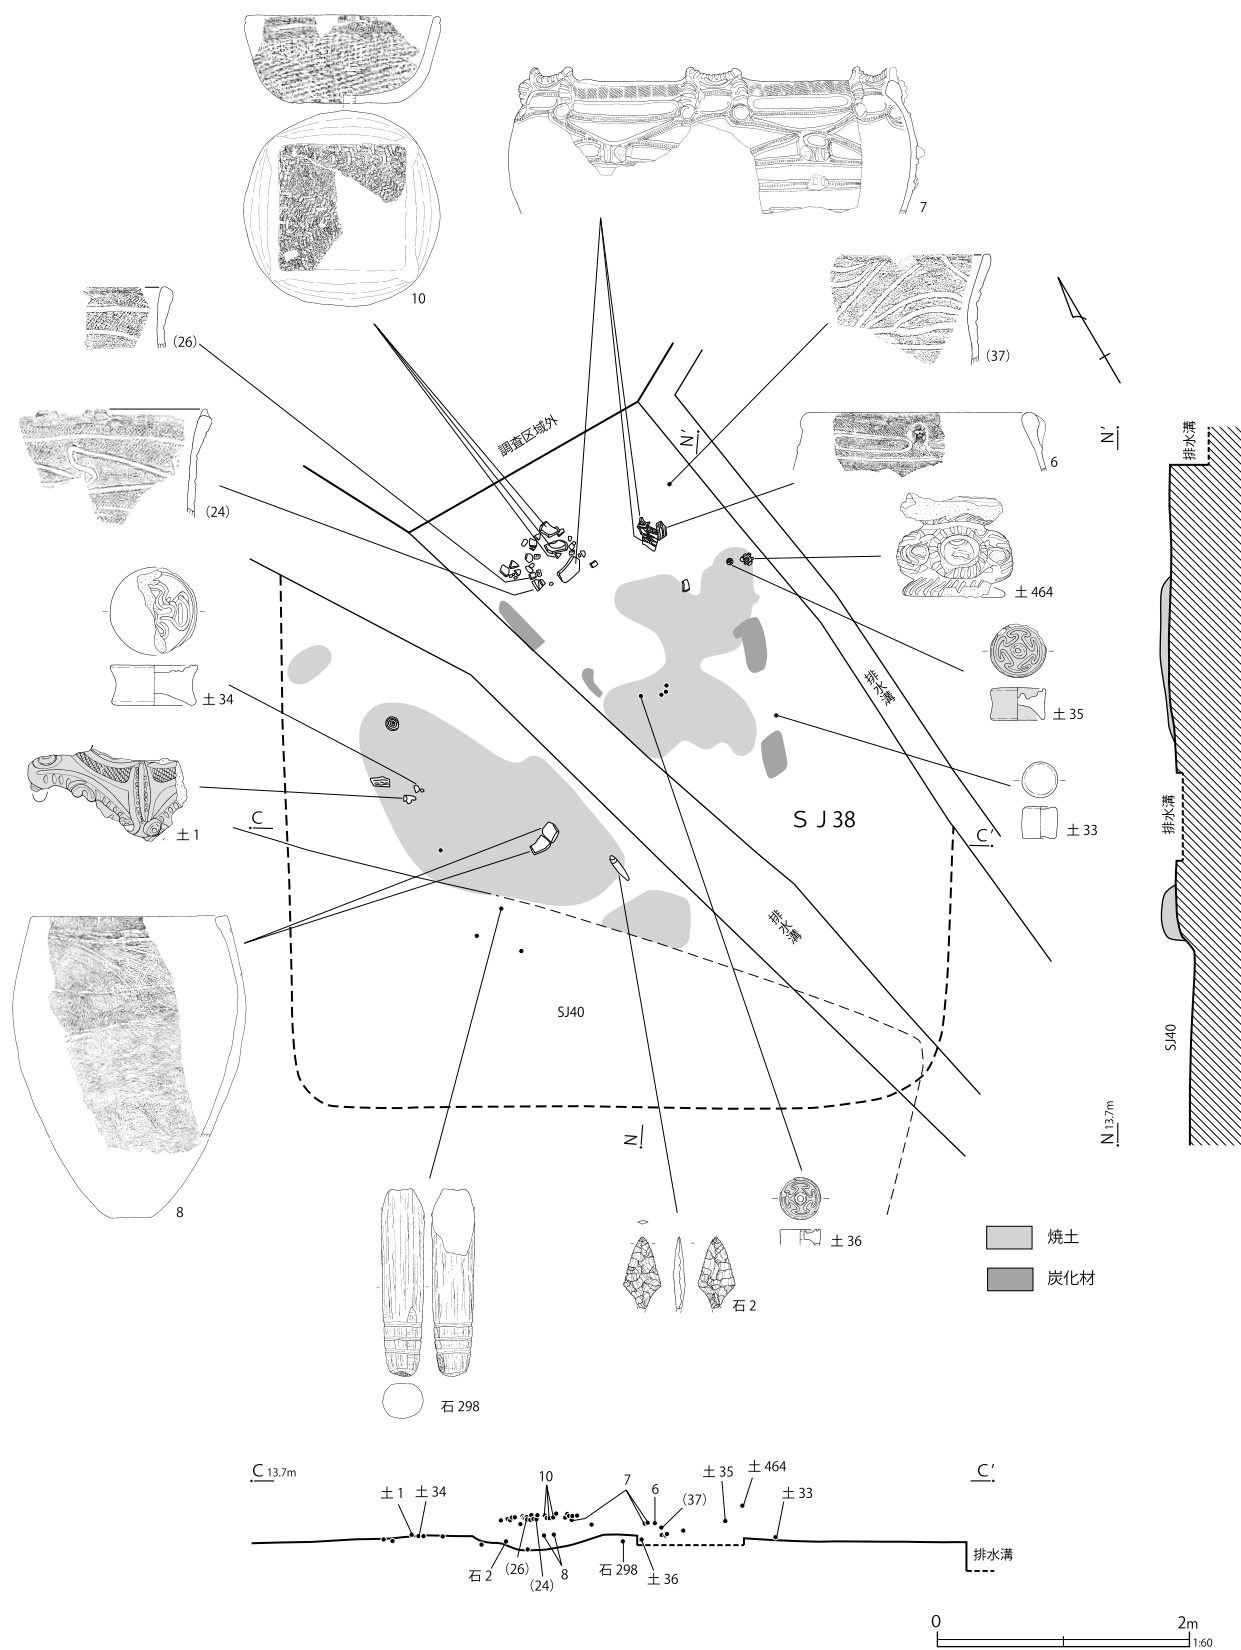 10
7
(26)
(37)
調査区域外
N′
N′
排水溝
6
(24)
土 464
土 34
排水溝
土 35
土 1
C
ＳＪ38
土 33
排水溝
C′
排水溝
8
SJ40
SJ40
N
N 13.7m
土 36
焼土
石 2
炭化材
石 298
C 13.7m
C′
土 1
土 34
10
7
6
(37)
土 35
土 464
土 33
石 2
(26)
(24)
8
石 298
土 36
排水溝
0
2m
1:60